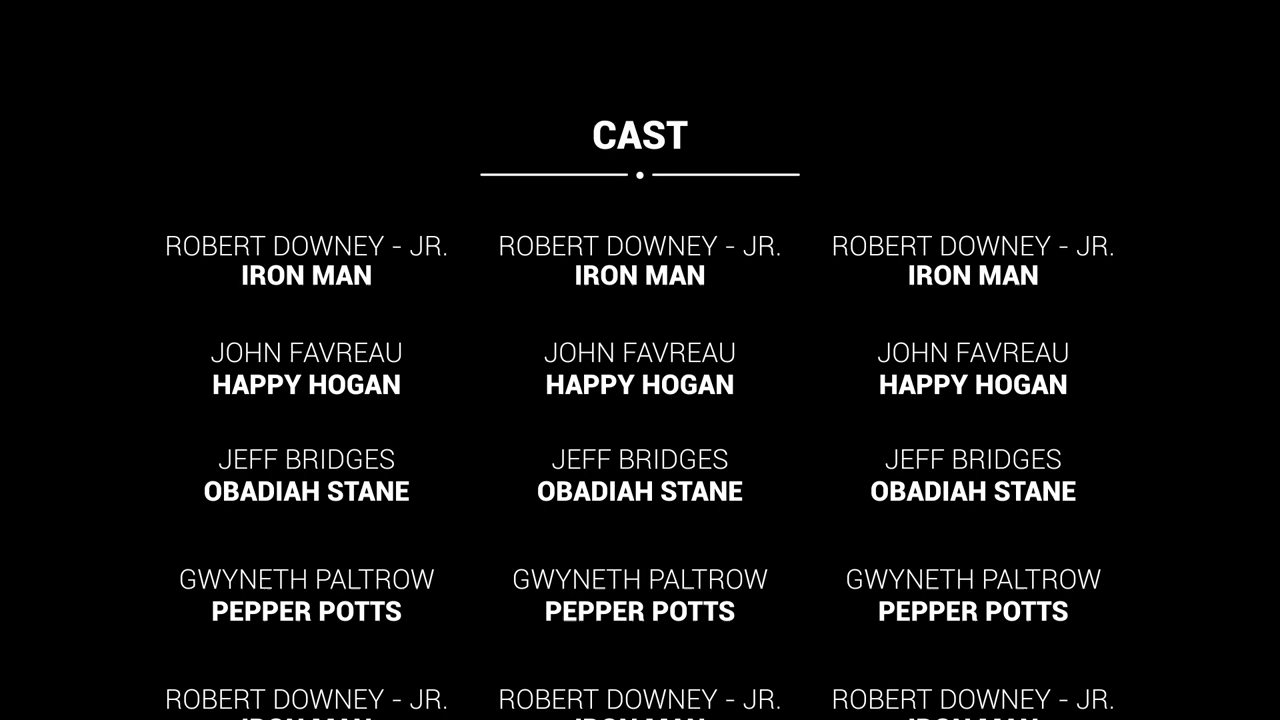 CAST
ROBERT DOWNEY - JR. ROBERT DOWNEY - JR. ROBERT DOWNEY - JR.
IRON MAN IRON MAN IRON MAN
JOHN FAVREAU JOHN FAVREAU JOHN FAVREAU
HAPPY HOGAN HAPPY HOGAN HAPPY HOGAN
JEFF BRIDGES JEFF BRIDGES JEFF BRIDGES
OBADIAH STANE OBADIAH STANE OBADIAH STANE
GWYNETH PALTROW GWYNETH PALTROW GWYNETH PALTROW
PEPPER POTTS PEPPER POTTS PEPPER POTTS
ROBERT DOWNEY - JR. ROBERT DOWNEY - JR. ROBERT DOWNEY - JR.